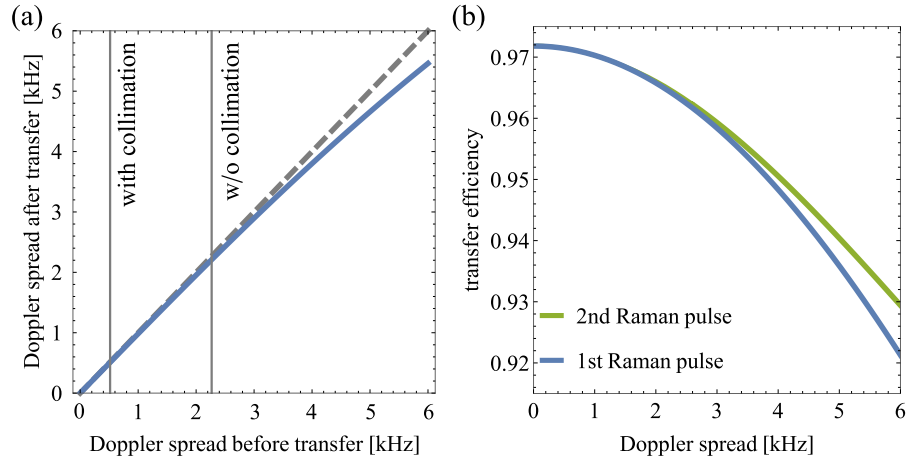 (a)
6
5
4
3
2
1
0
Doppler spread after transfer [kHz]
with collimation
w/o collimation
0 1 2 3 4 5 6
Doppler spread before transfer [kHz]
(b)
0.97
0.96
0.95
0.94
0.93
0.92
transfer efficiency
2nd Raman pulse
1st Raman pulse
0 1 2 3 4 5 6
Doppler spread [kHz]